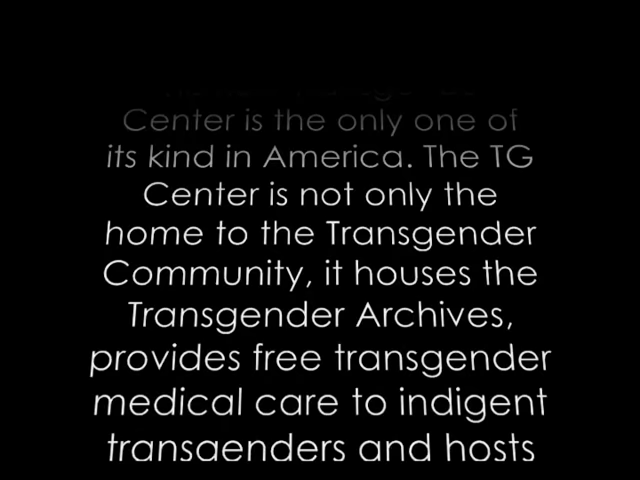 Center is the only one of
its kind in America. The TG
Center is not only the
home to the Transgender
Community, it houses the
Transgender Archives,
provides free transgender
medical care to indigent
transgenders and hosts